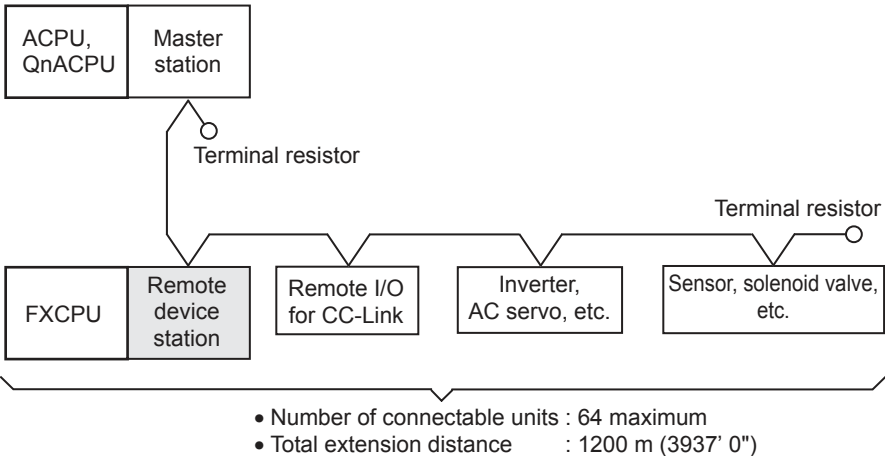 ACPU,
QnACPU
Master
station
Terminal resistor
Terminal resistor
FXCPU
Remote
device
station
Remote I/O
for CC-Link
Inverter,
AC servo, etc.
Sensor, solenoid valve,
etc.
• Number of connectable units : 64 maximum
• Total extension distance : 1200 m (3937' 0")